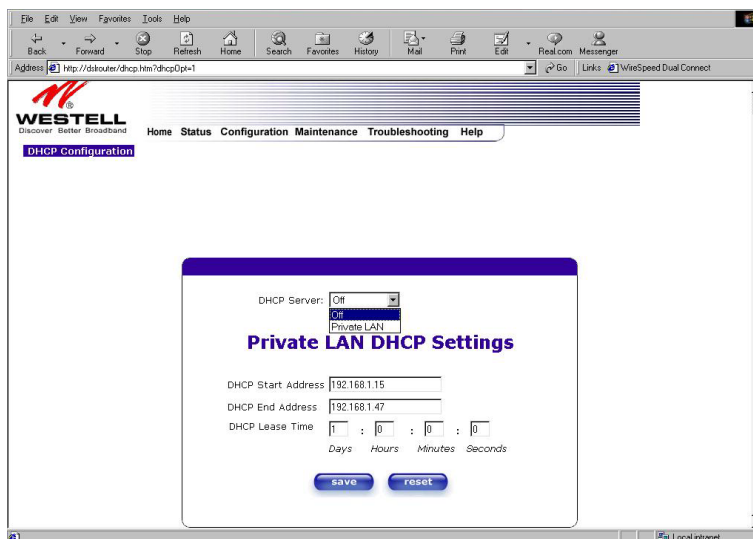 File Edit View Favorites Tools Help
Back Forward Stop Refresh Home Search Favorites History Mail Print Edit Real.com Messenger
Address http://dslrouter/dhcp.htm?dhcpOpt=1 Go Links WireSpeed Dual Connect
WESTELL
Discover Better Broadband
Home Status Configuration Maintenance Troubleshooting Help
DHCP Configuration
DHCP Server: Off
Off
Private LAN
Private LAN DHCP Settings
DHCP Start Address 192.168.1.15
DHCP End Address 192.168.1.47
DHCP Lease Time 1 : 0 : 0 : 0
Days Hours Minutes Seconds
save reset
Local intranet